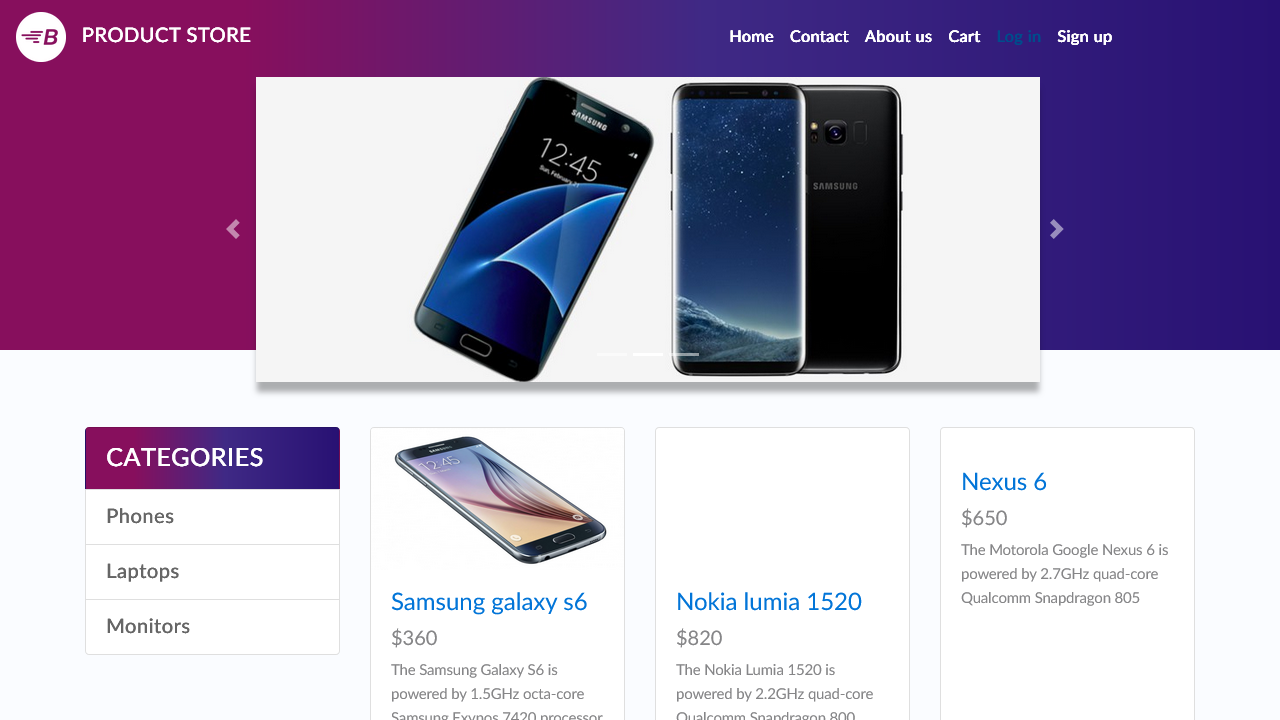 B PRODUCT STORE
Home Contact About us Cart Log in Sign up
SAMSUNG
12:45
SAMSUNG
CATEGORIES
Phones
Laptops
Monitors
12:45
Samsung galaxy s6
$360
The Samsung Galaxy S6 is
powered by 1.5GHz octa-core
Samsung Exynos 7420 processor
Nokia lumia 1520
$820
The Nokia Lumia 1520 is
powered by 2.2GHz quad-core
Qualcomm Snapdragon 800
Nexus 6
$650
The Motorola Google Nexus 6 is
powered by 2.7GHz quad-core
Qualcomm Snapdragon 805